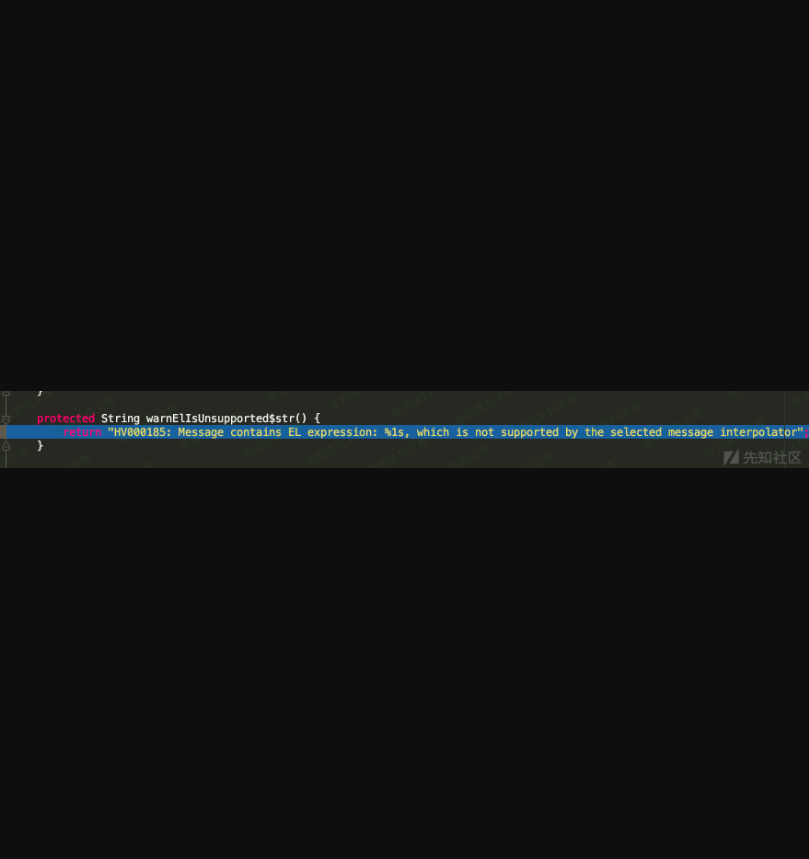 }
protected String warnElIsUnsupported$str() {
return "HV000185: Message contains EL expression: %1s, which is not supported by the selected message interpolator";
}
先知社区